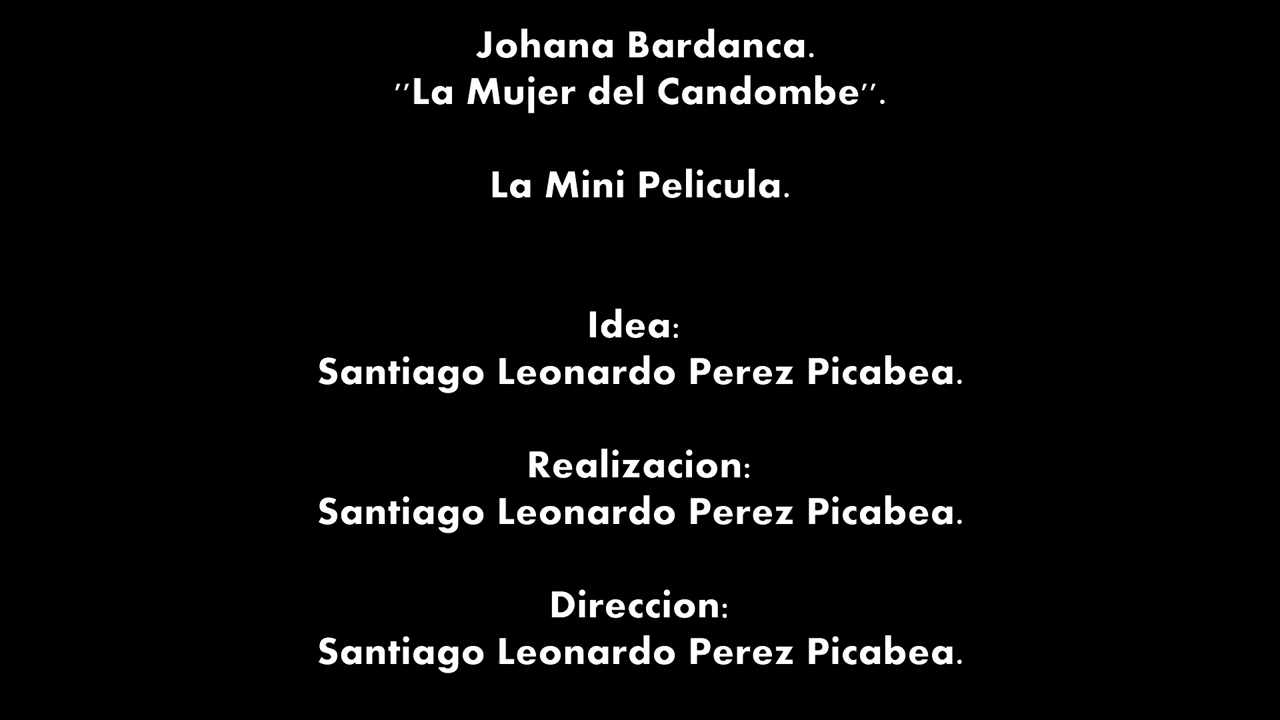 Johana Bardanca.
''La Mujer del Candombe''.
La Mini Pelicula.
Idea:
Santiago Leonardo Perez Picabea.
Realizacion:
Santiago Leonardo Perez Picabea.
Direccion:
Santiago Leonardo Perez Picabea.